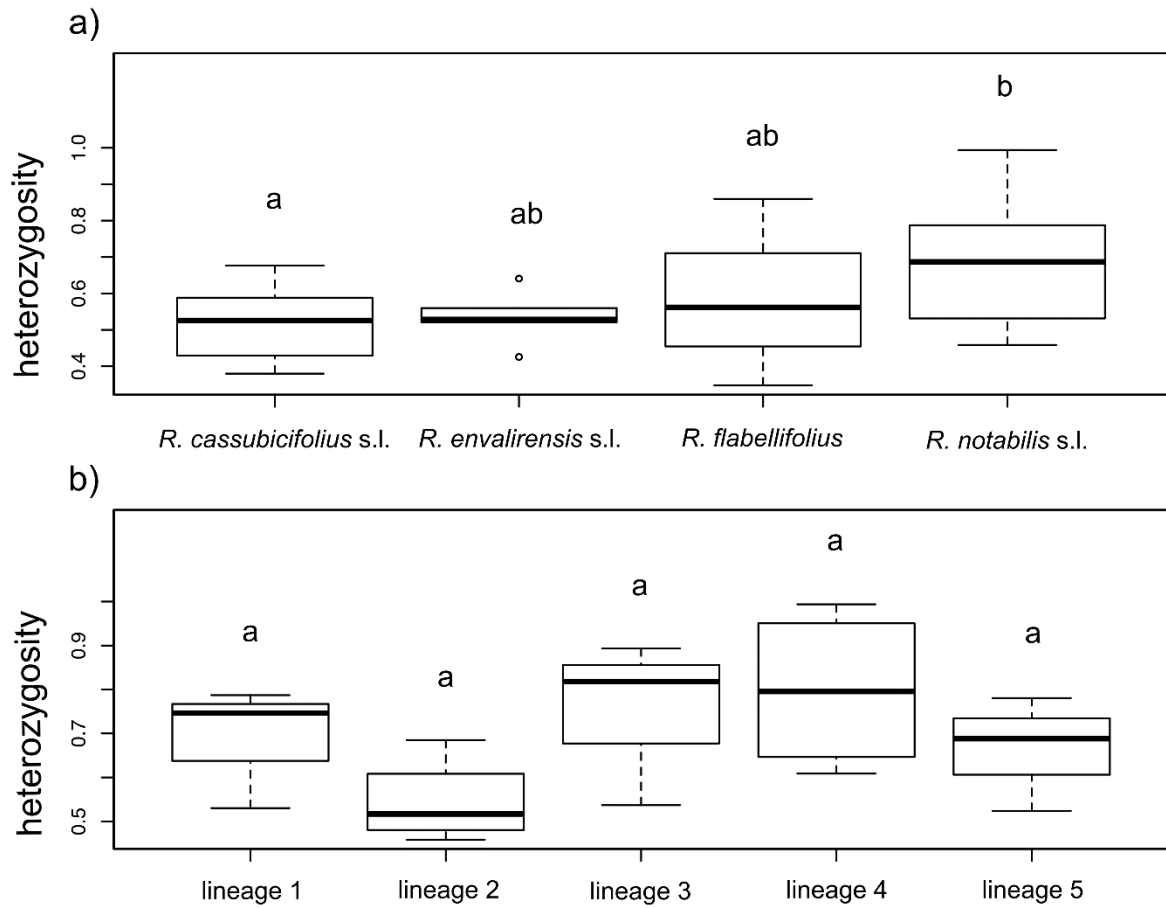 a)
heterozygosity
1.0
0.8
0.6
0.4
a
ab
ab
b
R. cassubicifolius s.l.
R. envalirensis s.l.
R. flabellifolius
R. notabilis s.l.
b)
heterozygosity
0.9
0.7
0.5
a
a
a
a
a
lineage 1
lineage 2
lineage 3
lineage 4
lineage 5